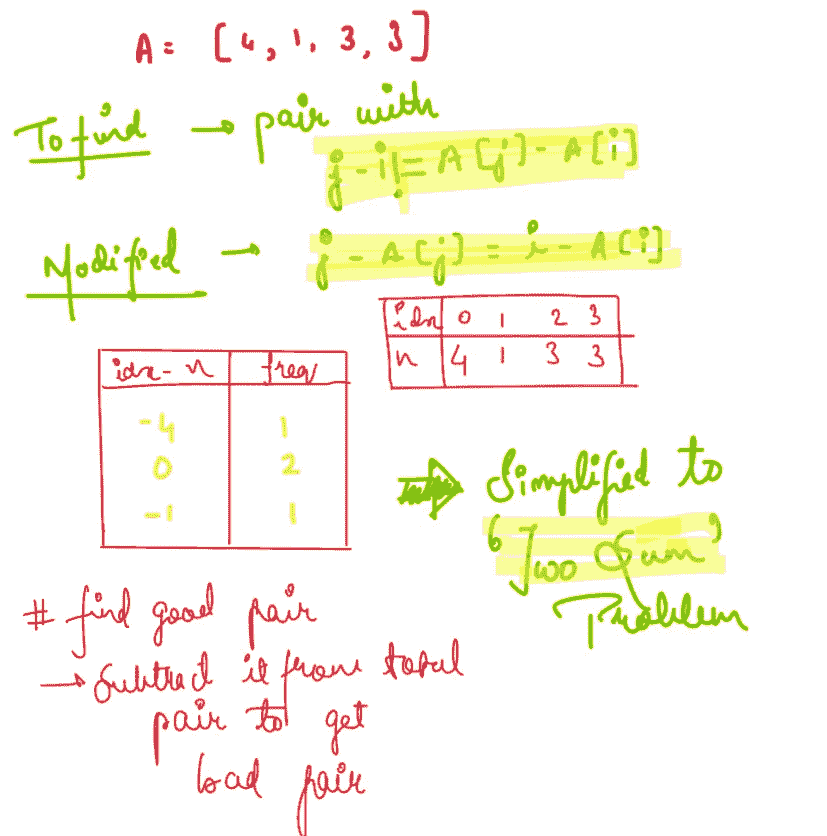 A = [4, 1, 3, 3]
To find → pair with
j - i != A[j] - A[i]
Modified → j - A[j] = i - A[i]
idx 0 1 2 3
n 4 1 3 3
idx - n freq
-4 1
0 2
-1 1
⇒ Simplified to
'Two Sum'
Problem
# find good pair
→ Subtract it from total
pair to get
bad pair